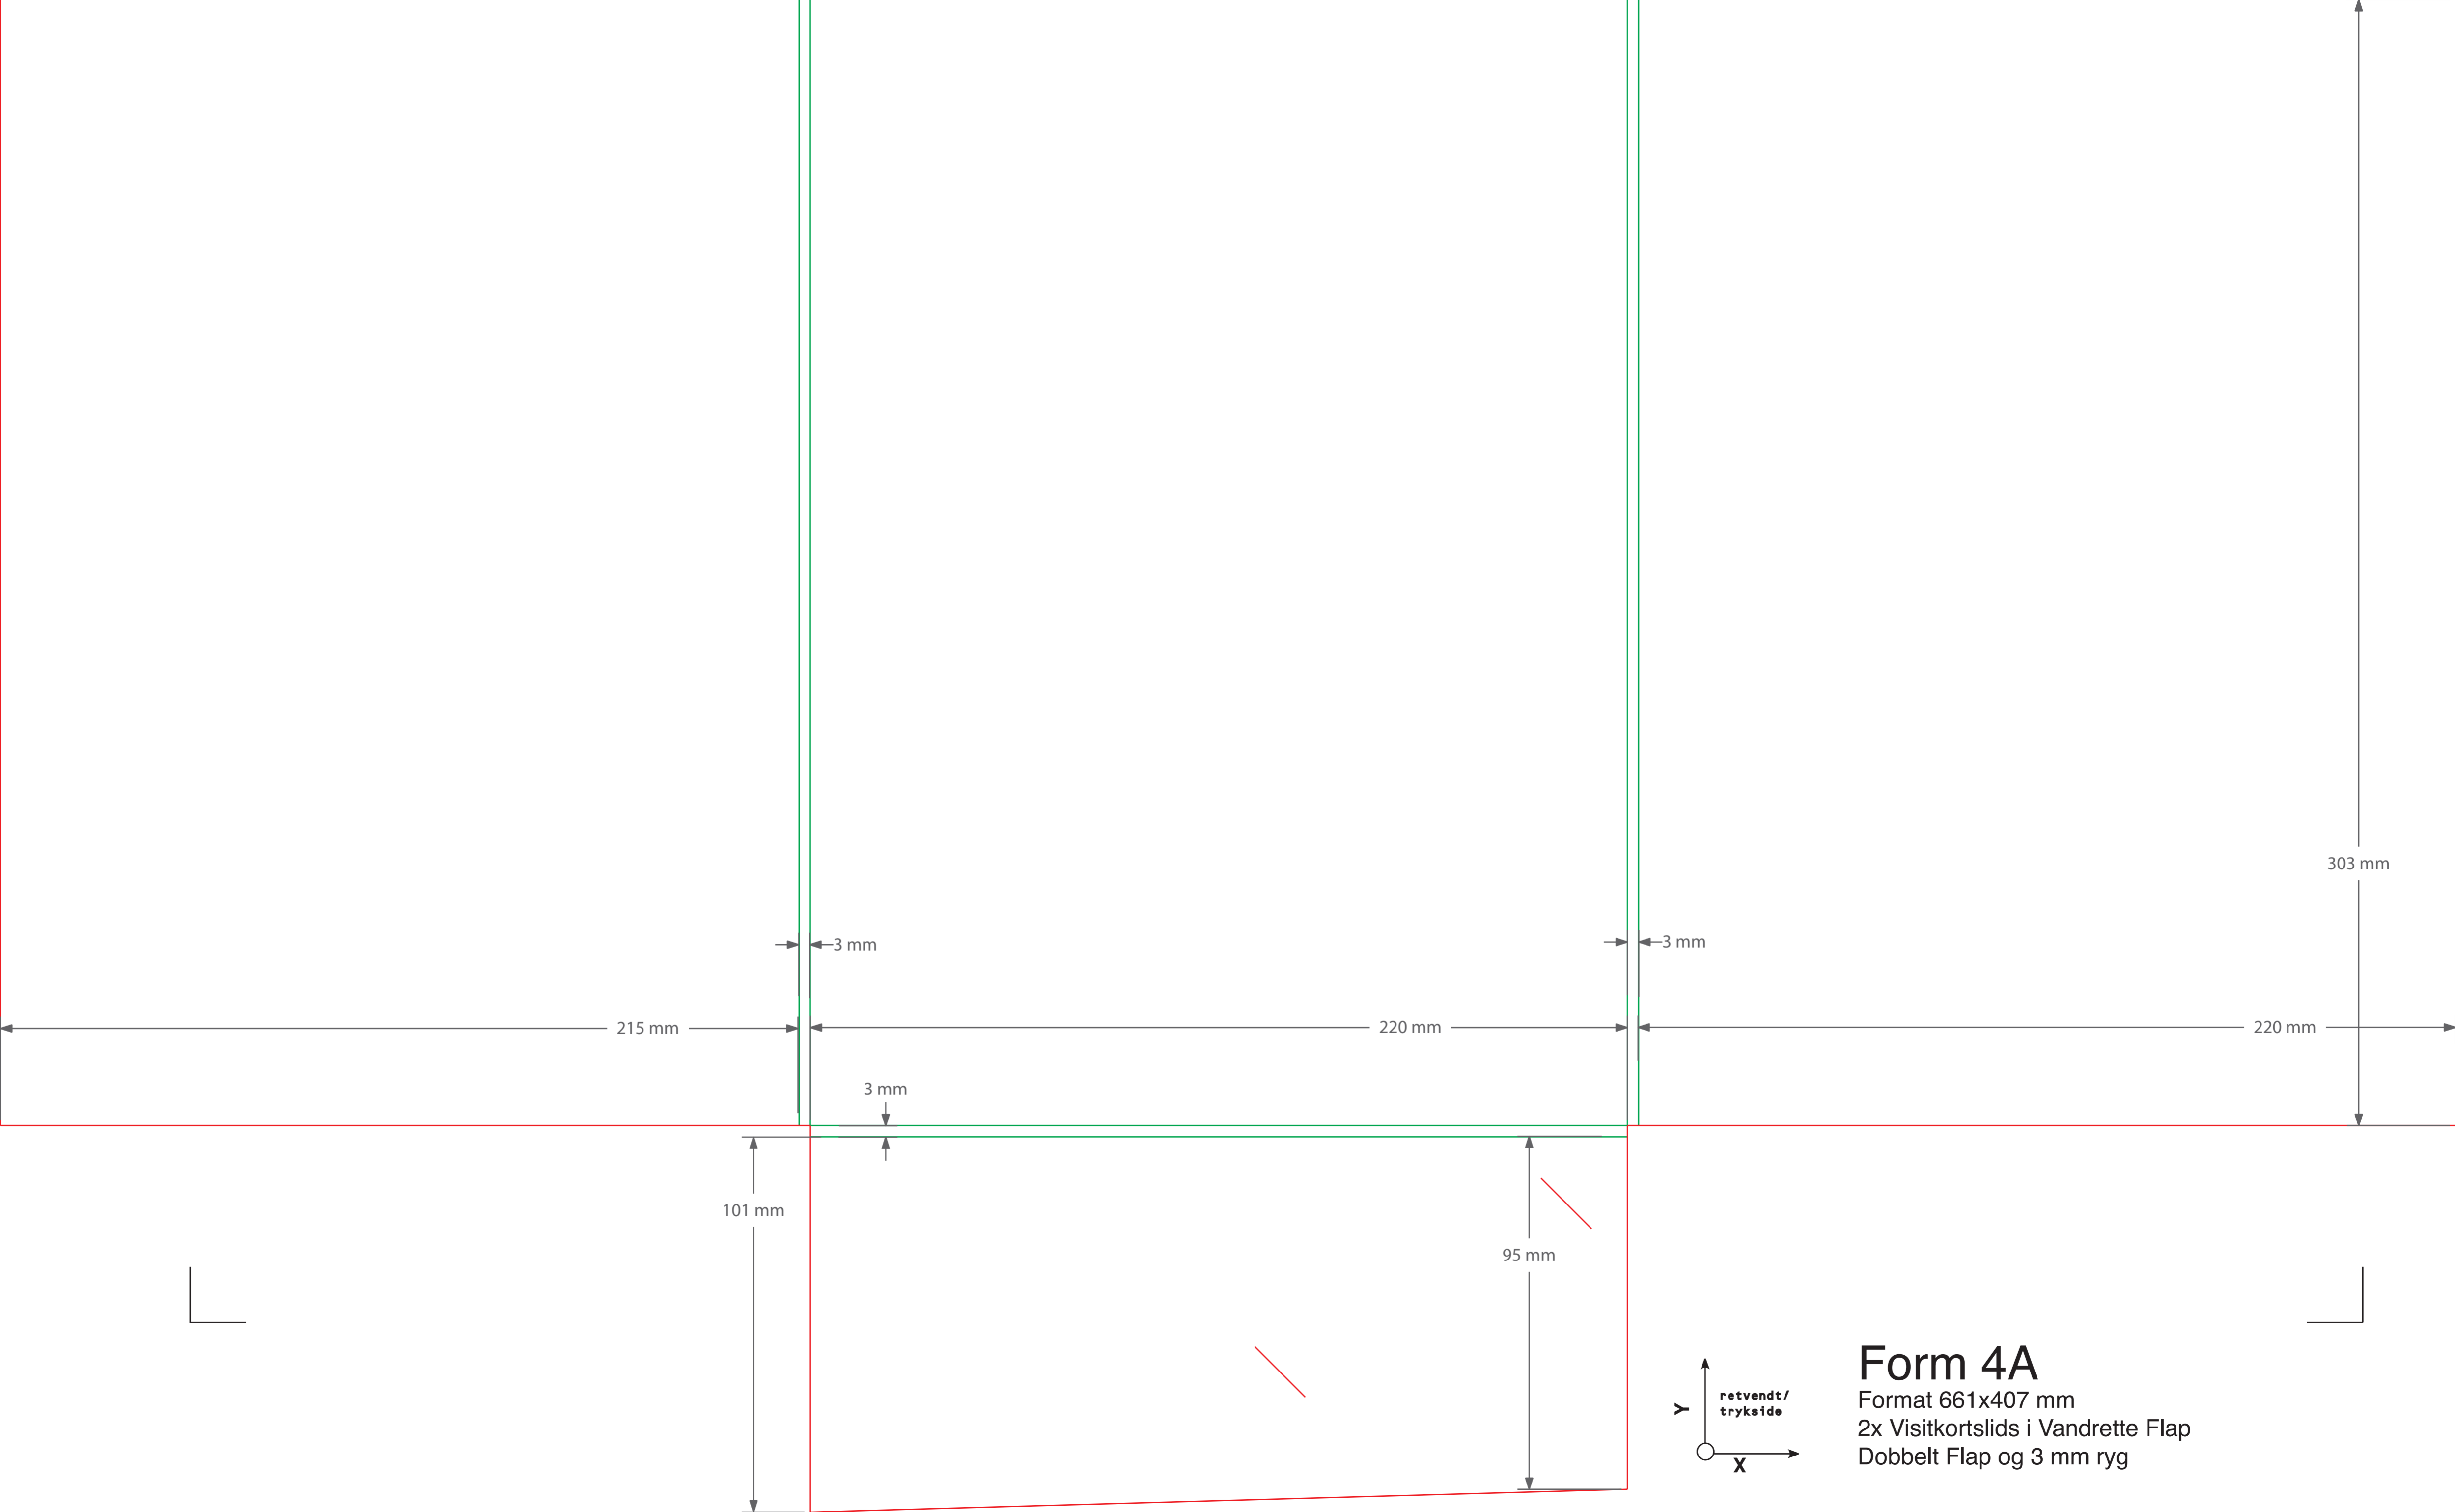 303 mm
3 mm
3 mm
215 mm
220 mm
220 mm
3 mm
101 mm
95 mm
Form 4A
Format 661x407 mm
2x Visitkortslids i Vandrette Flap
Dobbelt Flap og 3 mm ryg
retvendt/
trykside
Y
X